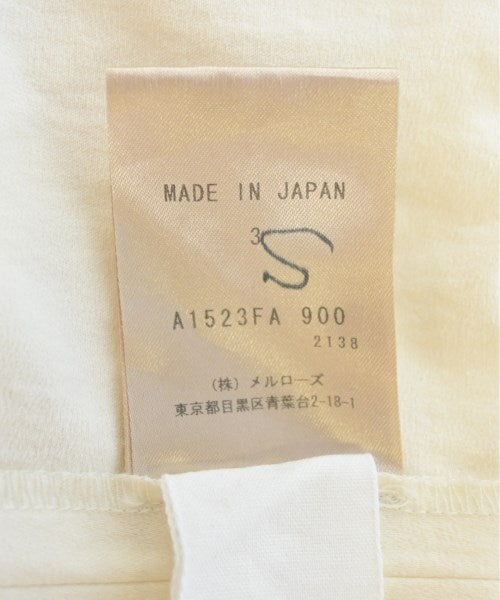 MADE IN JAPAN
3 S
A1523FA 900
2138
(株) メルローズ
東京都目黒区青葉台2-18-1